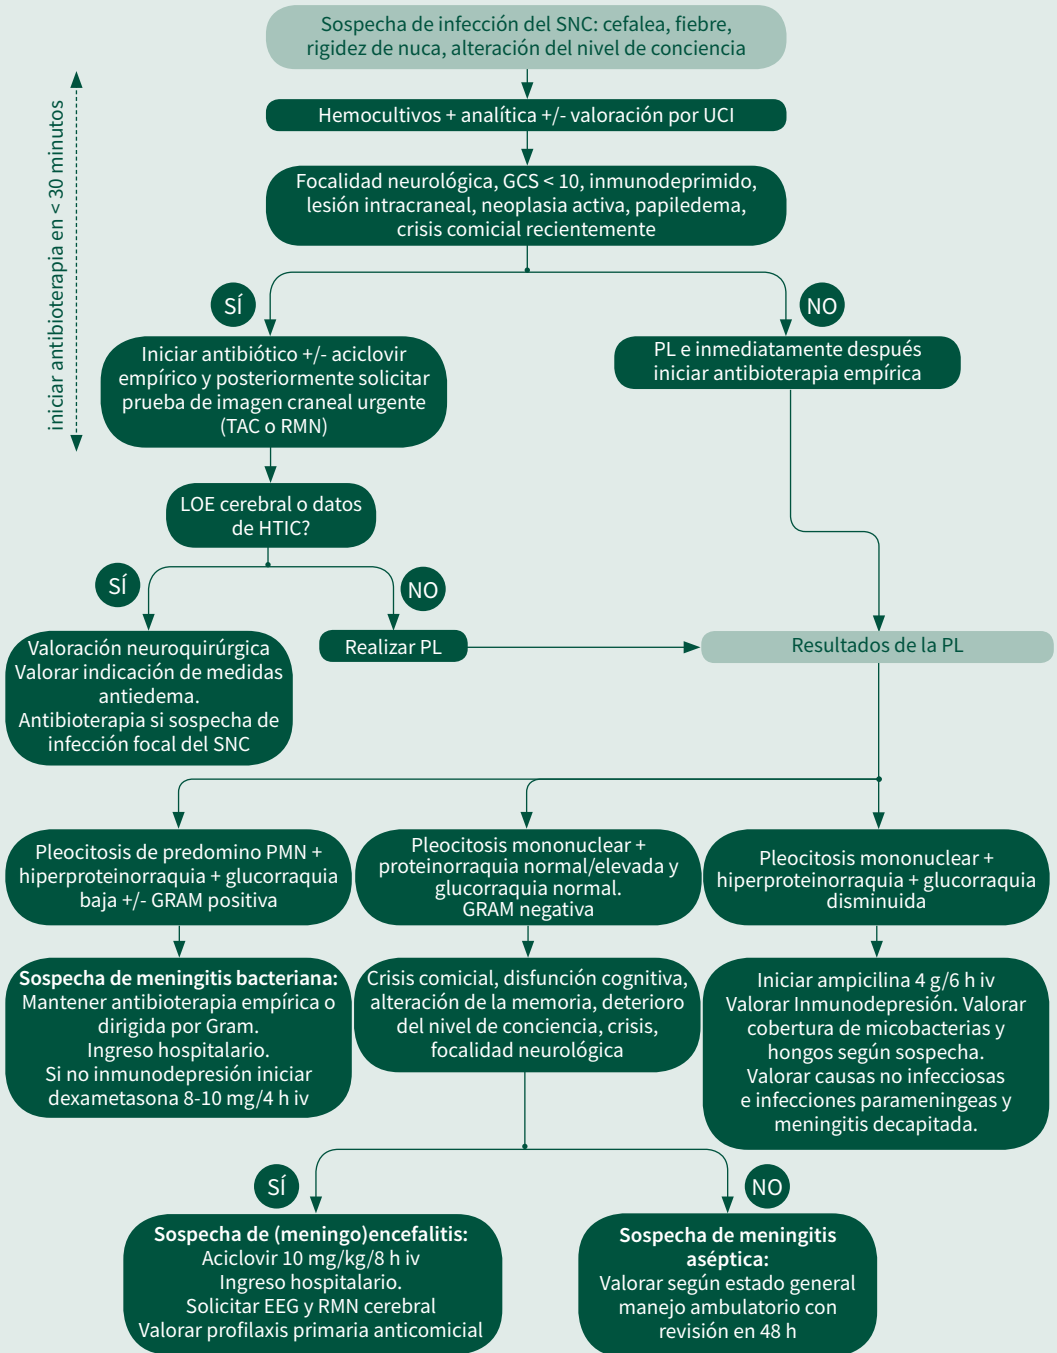 Sospecha de infección del SNC: cefalea, fiebre,
rigidez de nuca, alteración del nivel de conciencia
iniciar antibioterapia en < 30 minutos
Hemocultivos + analítica +/- valoración por UCI
Focalidad neurológica, GCS < 10, inmunodeprimido,
lesión intracraneal, neoplasia activa, papiledema,
crisis comicial recientemente
SÍ
NO
Iniciar antibiótico +/- aciclovir
empírico y posteriormente solicitar
prueba de imagen craneal urgente
(TAC o RMN)
PL e inmediatamente después
iniciar antibioterapia empírica
LOE cerebral o datos
de HTIC?
SÍ
NO
Valoración neuroquirúrgica
Valorar indicación de medidas
antiedema.
Antibioterapia si sospecha de
infección focal del SNC
Realizar PL
Resultados de la PL
Pleocitosis de predomino PMN +
hiperproteinorraquia + glucorraquia
baja +/- GRAM positiva
Pleocitosis mononuclear +
proteinorraquia normal/elevada y
glucorraquia normal.
GRAM negativa
Pleocitosis mononuclear +
hiperproteinorraquia + glucorraquia
disminuida
Sospecha de meningitis bacteriana:
Mantener antibioterapia empírica o
dirigida por Gram.
Ingreso hospitalario.
Si no inmunodepresión iniciar
dexametasona 8-10 mg/4 h iv
Crisis comicial, disfunción cognitiva,
alteración de la memoria, deterioro
del nivel de conciencia, crisis,
focalidad neurológica
Iniciar ampicilina 4 g/6 h iv
Valorar Inmunodepresión. Valorar
cobertura de micobacterias y
hongos según sospecha.
Valorar causas no infecciosas
e infecciones parameningeas y
meningitis decapitada.
SÍ
NO
Sospecha de (meningo)encefalitis:
Aciclovir 10 mg/kg/8 h iv
Ingreso hospitalario.
Solicitar EEG y RMN cerebral
Valorar profilaxis primaria anticomicial
Sospecha de meningitis
aséptica:
Valorar según estado general
manejo ambulatorio con
revisión en 48 h